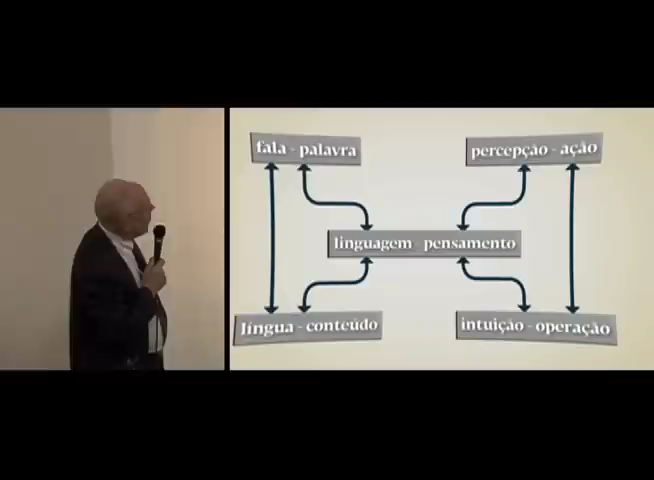 fala - palavra
percepção - ação
linguagem - pensamento
língua - conteúdo
intuição - operação